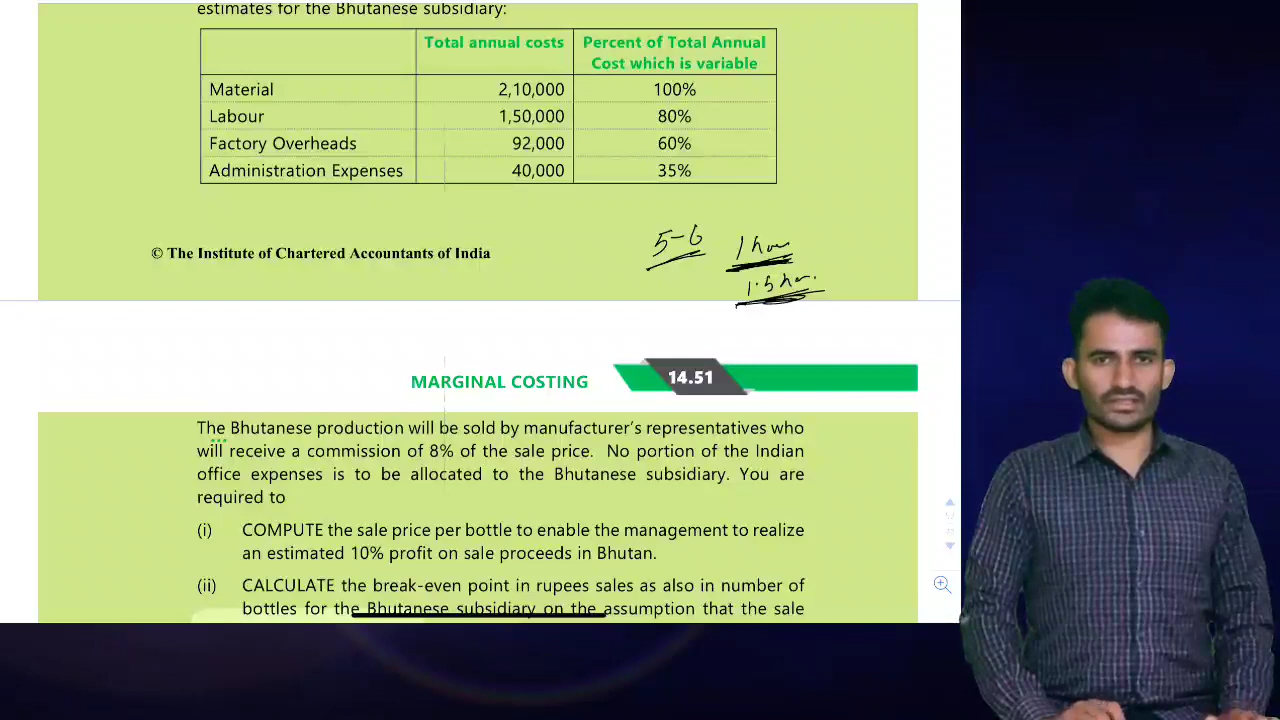 estimates for the Bhutanese subsidiary:
Total annual costs Percent of Total Annual
Cost which is variable
Material 2,10,000 100%
Labour 1,50,000 80%
Factory Overheads 92,000 60%
Administration Expenses 40,000 35%
5-6 1 hour
© The Institute of Chartered Accountants of India
1.5 hour.
MARGINAL COSTING 14.51
The Bhutanese production will be sold by manufacturer's representatives who
will receive a commission of 8% of the sale price. No portion of the Indian
office expenses is to be allocated to the Bhutanese subsidiary. You are
required to
(i) COMPUTE the sale price per bottle to enable the management to realize
an estimated 10% profit on sale proceeds in Bhutan.
(ii) CALCULATE the break-even point in rupees sales as also in number of
bottles for the Bhutanese subsidiary on the assumption that the sale